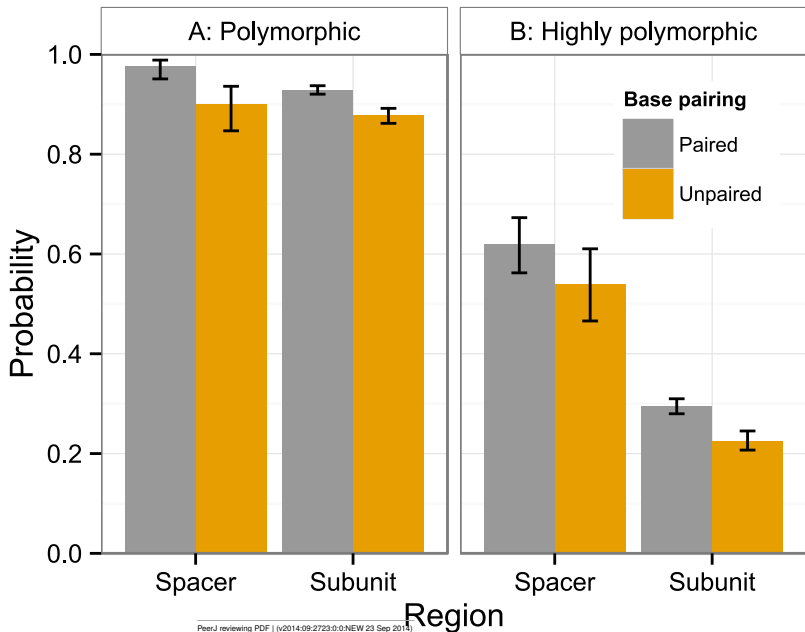 A: Polymorphic
B: Highly polymorphic
1.0
0.8
0.6
0.4
0.2
0.0
Probability
Base pairing
Paired
Unpaired
Spacer
Subunit
Spacer
Subunit
Region
PeerJ reviewing PDF | (v2014:09:2723:0:0:NEW 23 Sep 2014)